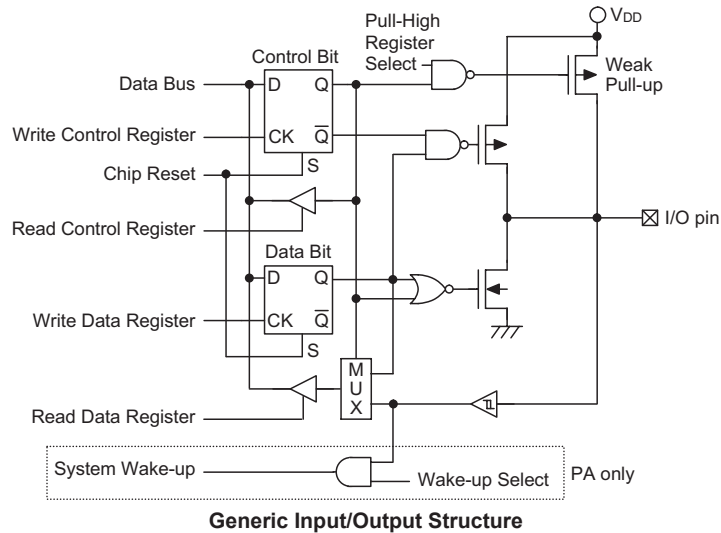 VDD
Pull-High
Register
Select
Control Bit
Weak
Pull-up
Data Bus
D
Q
Write Control Register
CK
Q
Chip Reset
S
Read Control Register
I/O pin
Data Bit
D
Q
Write Data Register
CK
Q
S
M
U
X
Read Data Register
System Wake-up
Wake-up Select
PA only
Generic Input/Output Structure